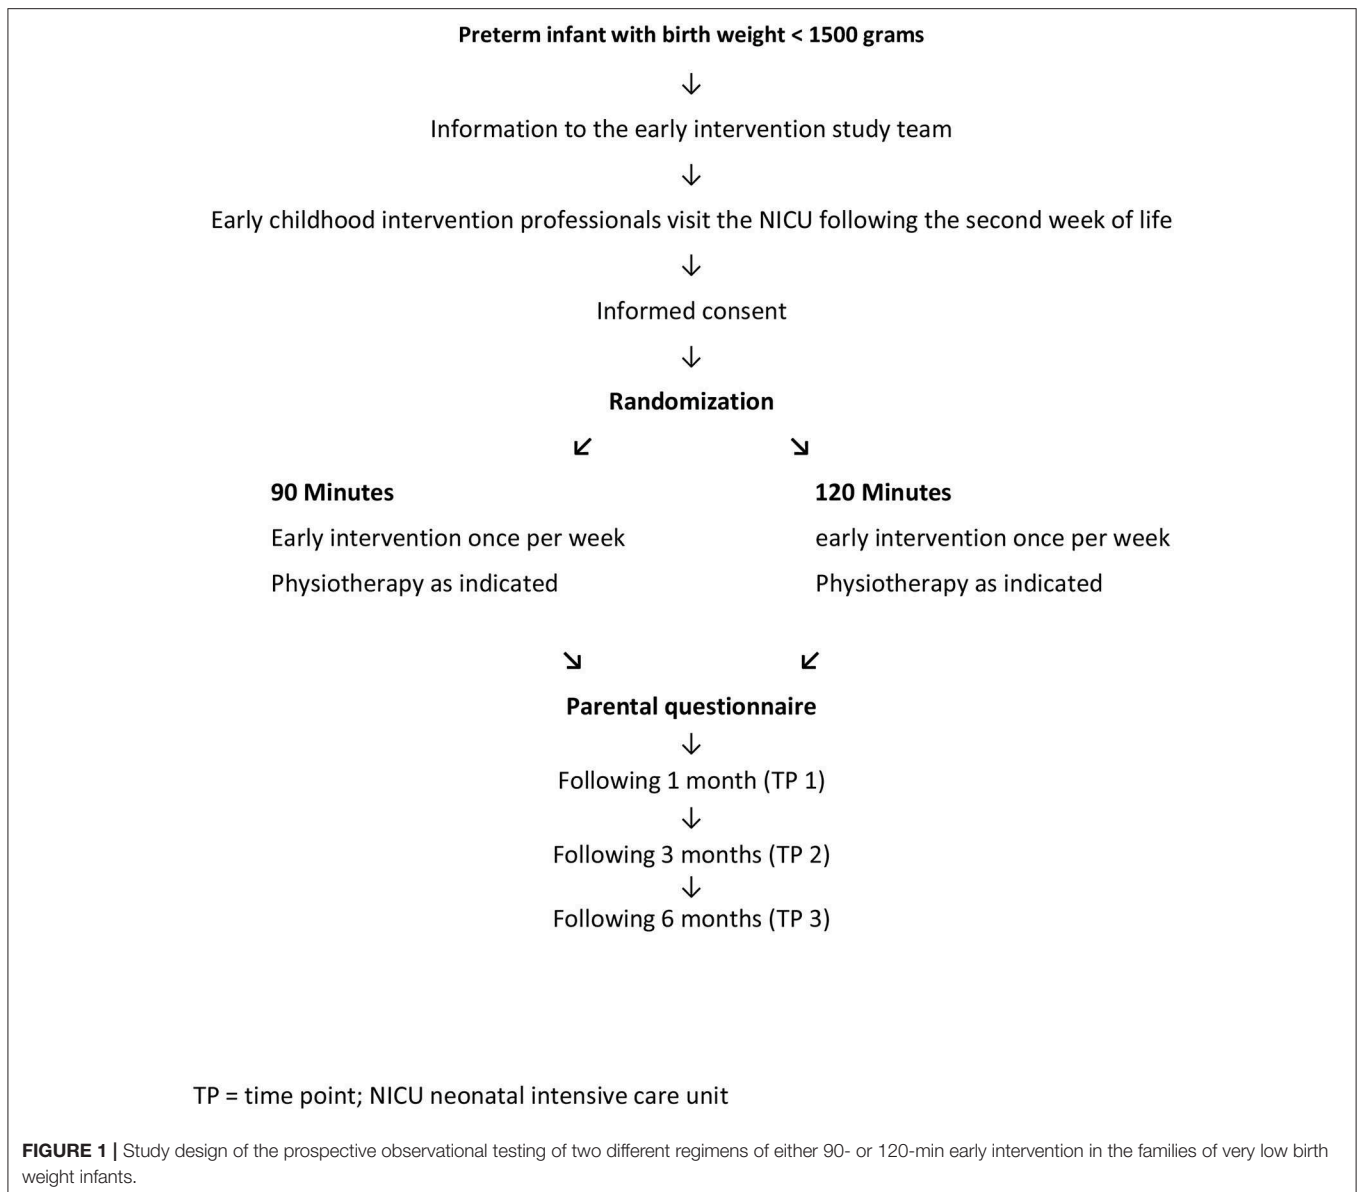 Preterm infant with birth weight < 1500 grams
↓
Information to the early intervention study team
↓
Early childhood intervention professionals visit the NICU following the second week of life
↓
Informed consent
↓
Randomization
↙ ↘
90 Minutes
Early intervention once per week
Physiotherapy as indicated
120 Minutes
early intervention once per week
Physiotherapy as indicated
↘ ↙
Parental questionnaire
↓
Following 1 month (TP 1)
↓
Following 3 months (TP 2)
↓
Following 6 months (TP 3)
TP = time point; NICU neonatal intensive care unit
FIGURE 1 | Study design of the prospective observational testing of two different regimens of either 90- or 120-min early intervention in the families of very low birth
weight infants.